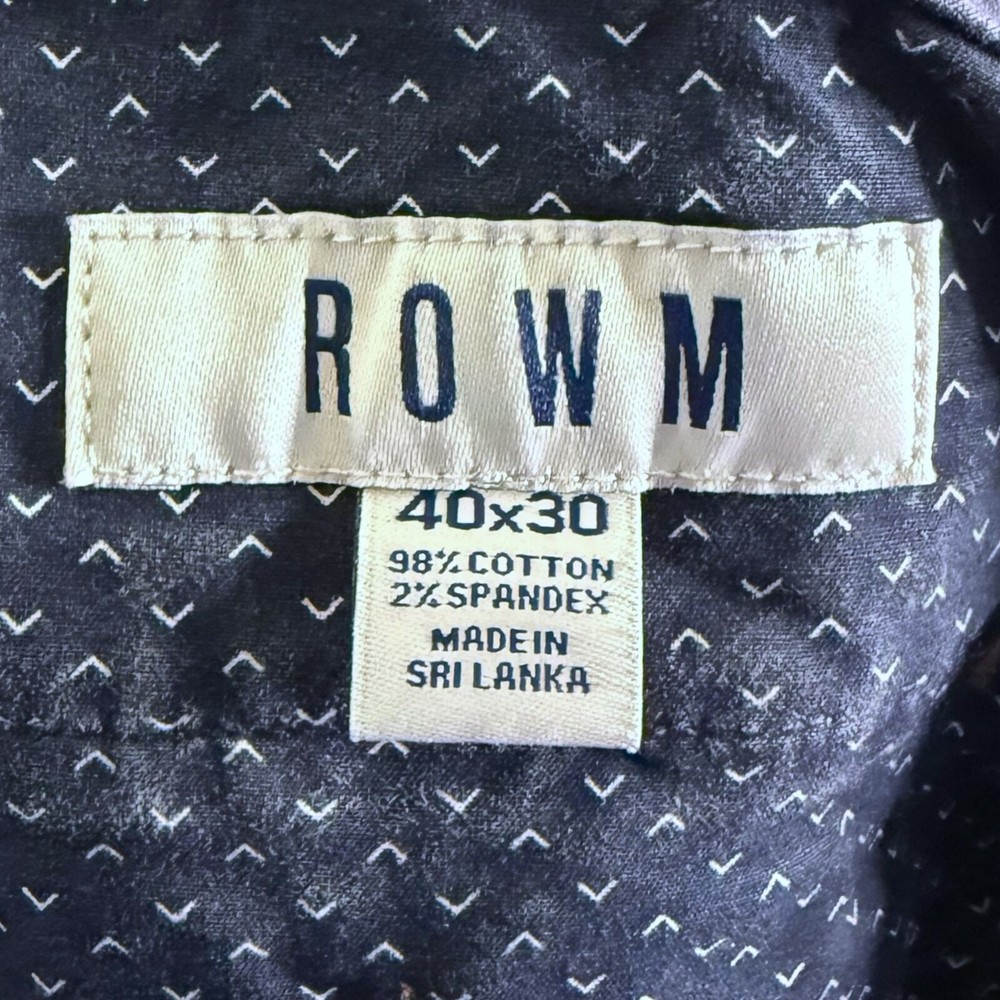 ROWM
40x30
98% COTTON
2% SPANDEX
MADE IN
SRI LANKA